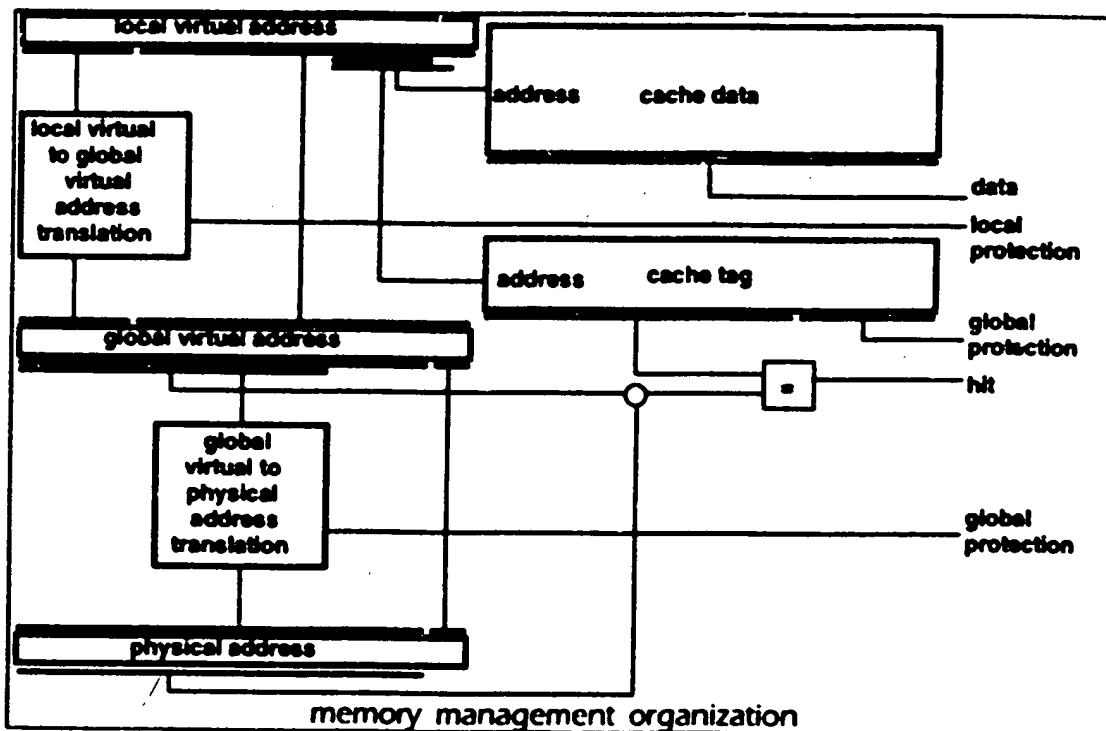 local virtual address
address cache data
local virtual
to global
virtual
address
translation
data
local
protection
address cache tag
global
protection
global virtual address
=
hit
global
virtual to
physical
address
translation
global
protection
physical address
memory management organization